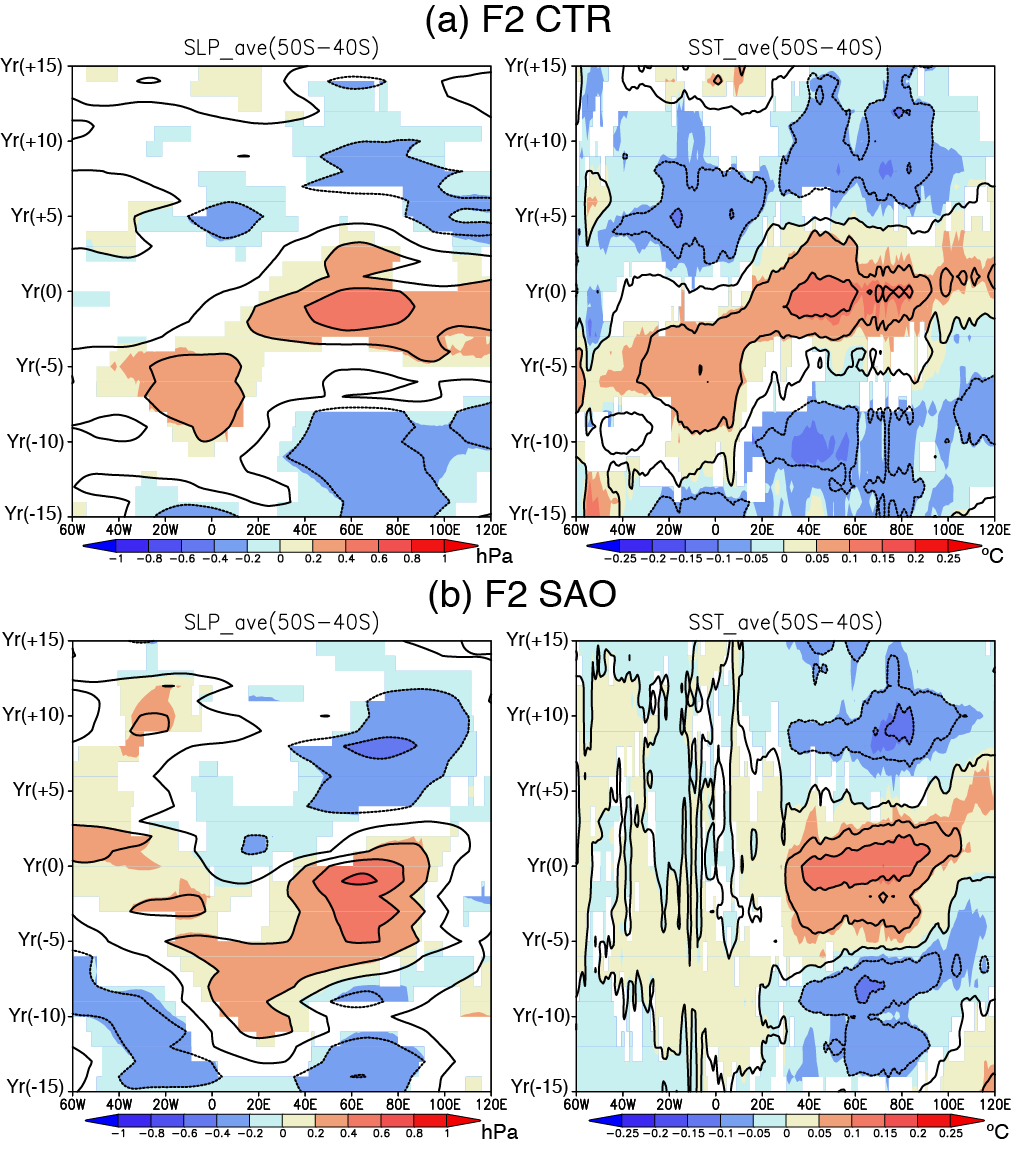 (a) F2 CTR
SLP_ave(50S−40S) SST_ave(50S−40S)
Yr(+15) Yr(+15)
Yr(+10) Yr(+10)
Yr(+5) Yr(+5)
Yr(0) Yr(0)
Yr(-5) Yr(-5)
Yr(-10) Yr(-10)
Yr(-15) Yr(-15)
60W 40W 20W 0 20E 40E 60E 80E 100E 120E 60W 40W 20W 0 20E 40E 60E 80E 100E 120E
−1 −0.8 −0.6 −0.4 −0.2 0 0.2 0.4 0.6 0.8 1 hPa −0.25 −0.2 −0.15 −0.1 −0.05 0 0.05 0.1 0.15 0.2 0.25 ºC
(b) F2 SAO
SLP_ave(50S−40S) SST_ave(50S−40S)
Yr(+15) Yr(+15)
Yr(+10) Yr(+10)
Yr(+5) Yr(+5)
Yr(0) Yr(0)
Yr(-5) Yr(-5)
Yr(-10) Yr(-10)
Yr(-15) Yr(-15)
60W 40W 20W 0 20E 40E 60E 80E 100E 120E 60W 40W 20W 0 20E 40E 60E 80E 100E 120E
−1 −0.8 −0.6 −0.4 −0.2 0 0.2 0.4 0.6 0.8 1 hPa −0.25 −0.2 −0.15 −0.1 −0.05 0 0.05 0.1 0.15 0.2 0.25 ºC